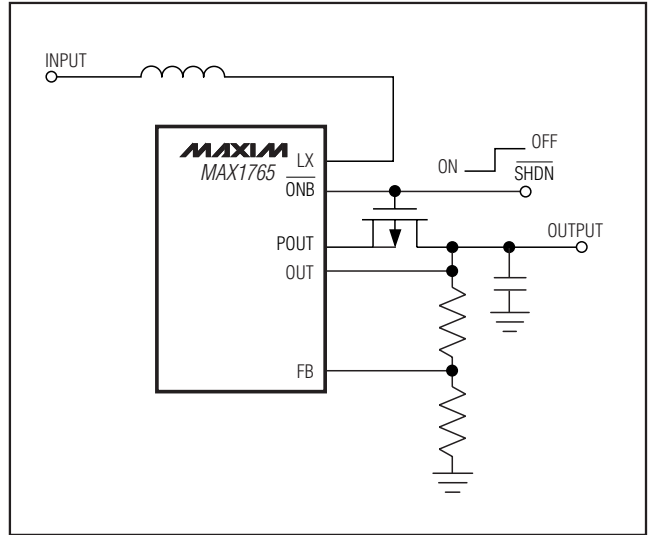 INPUT
OFF
ON
SHDN
MAXIM
MAX1765
LX
ONB
POUT
OUT
FB
OUTPUT